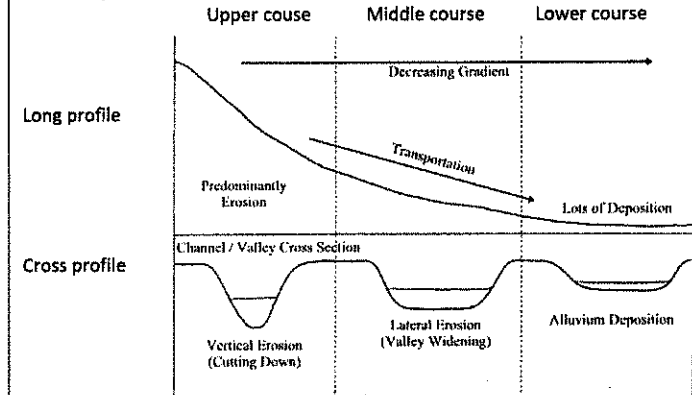 Upper couse
Middle course
Lower course
Decreasing Gradient
Long profile
Transportation
Predominantly
Erosion
Lots of Deposition
Channel / Valley Cross Section
Cross profile
Vertical Erosion
(Cutting Down)
Lateral Erosion
(Valley Widening)
Alluvium Deposition